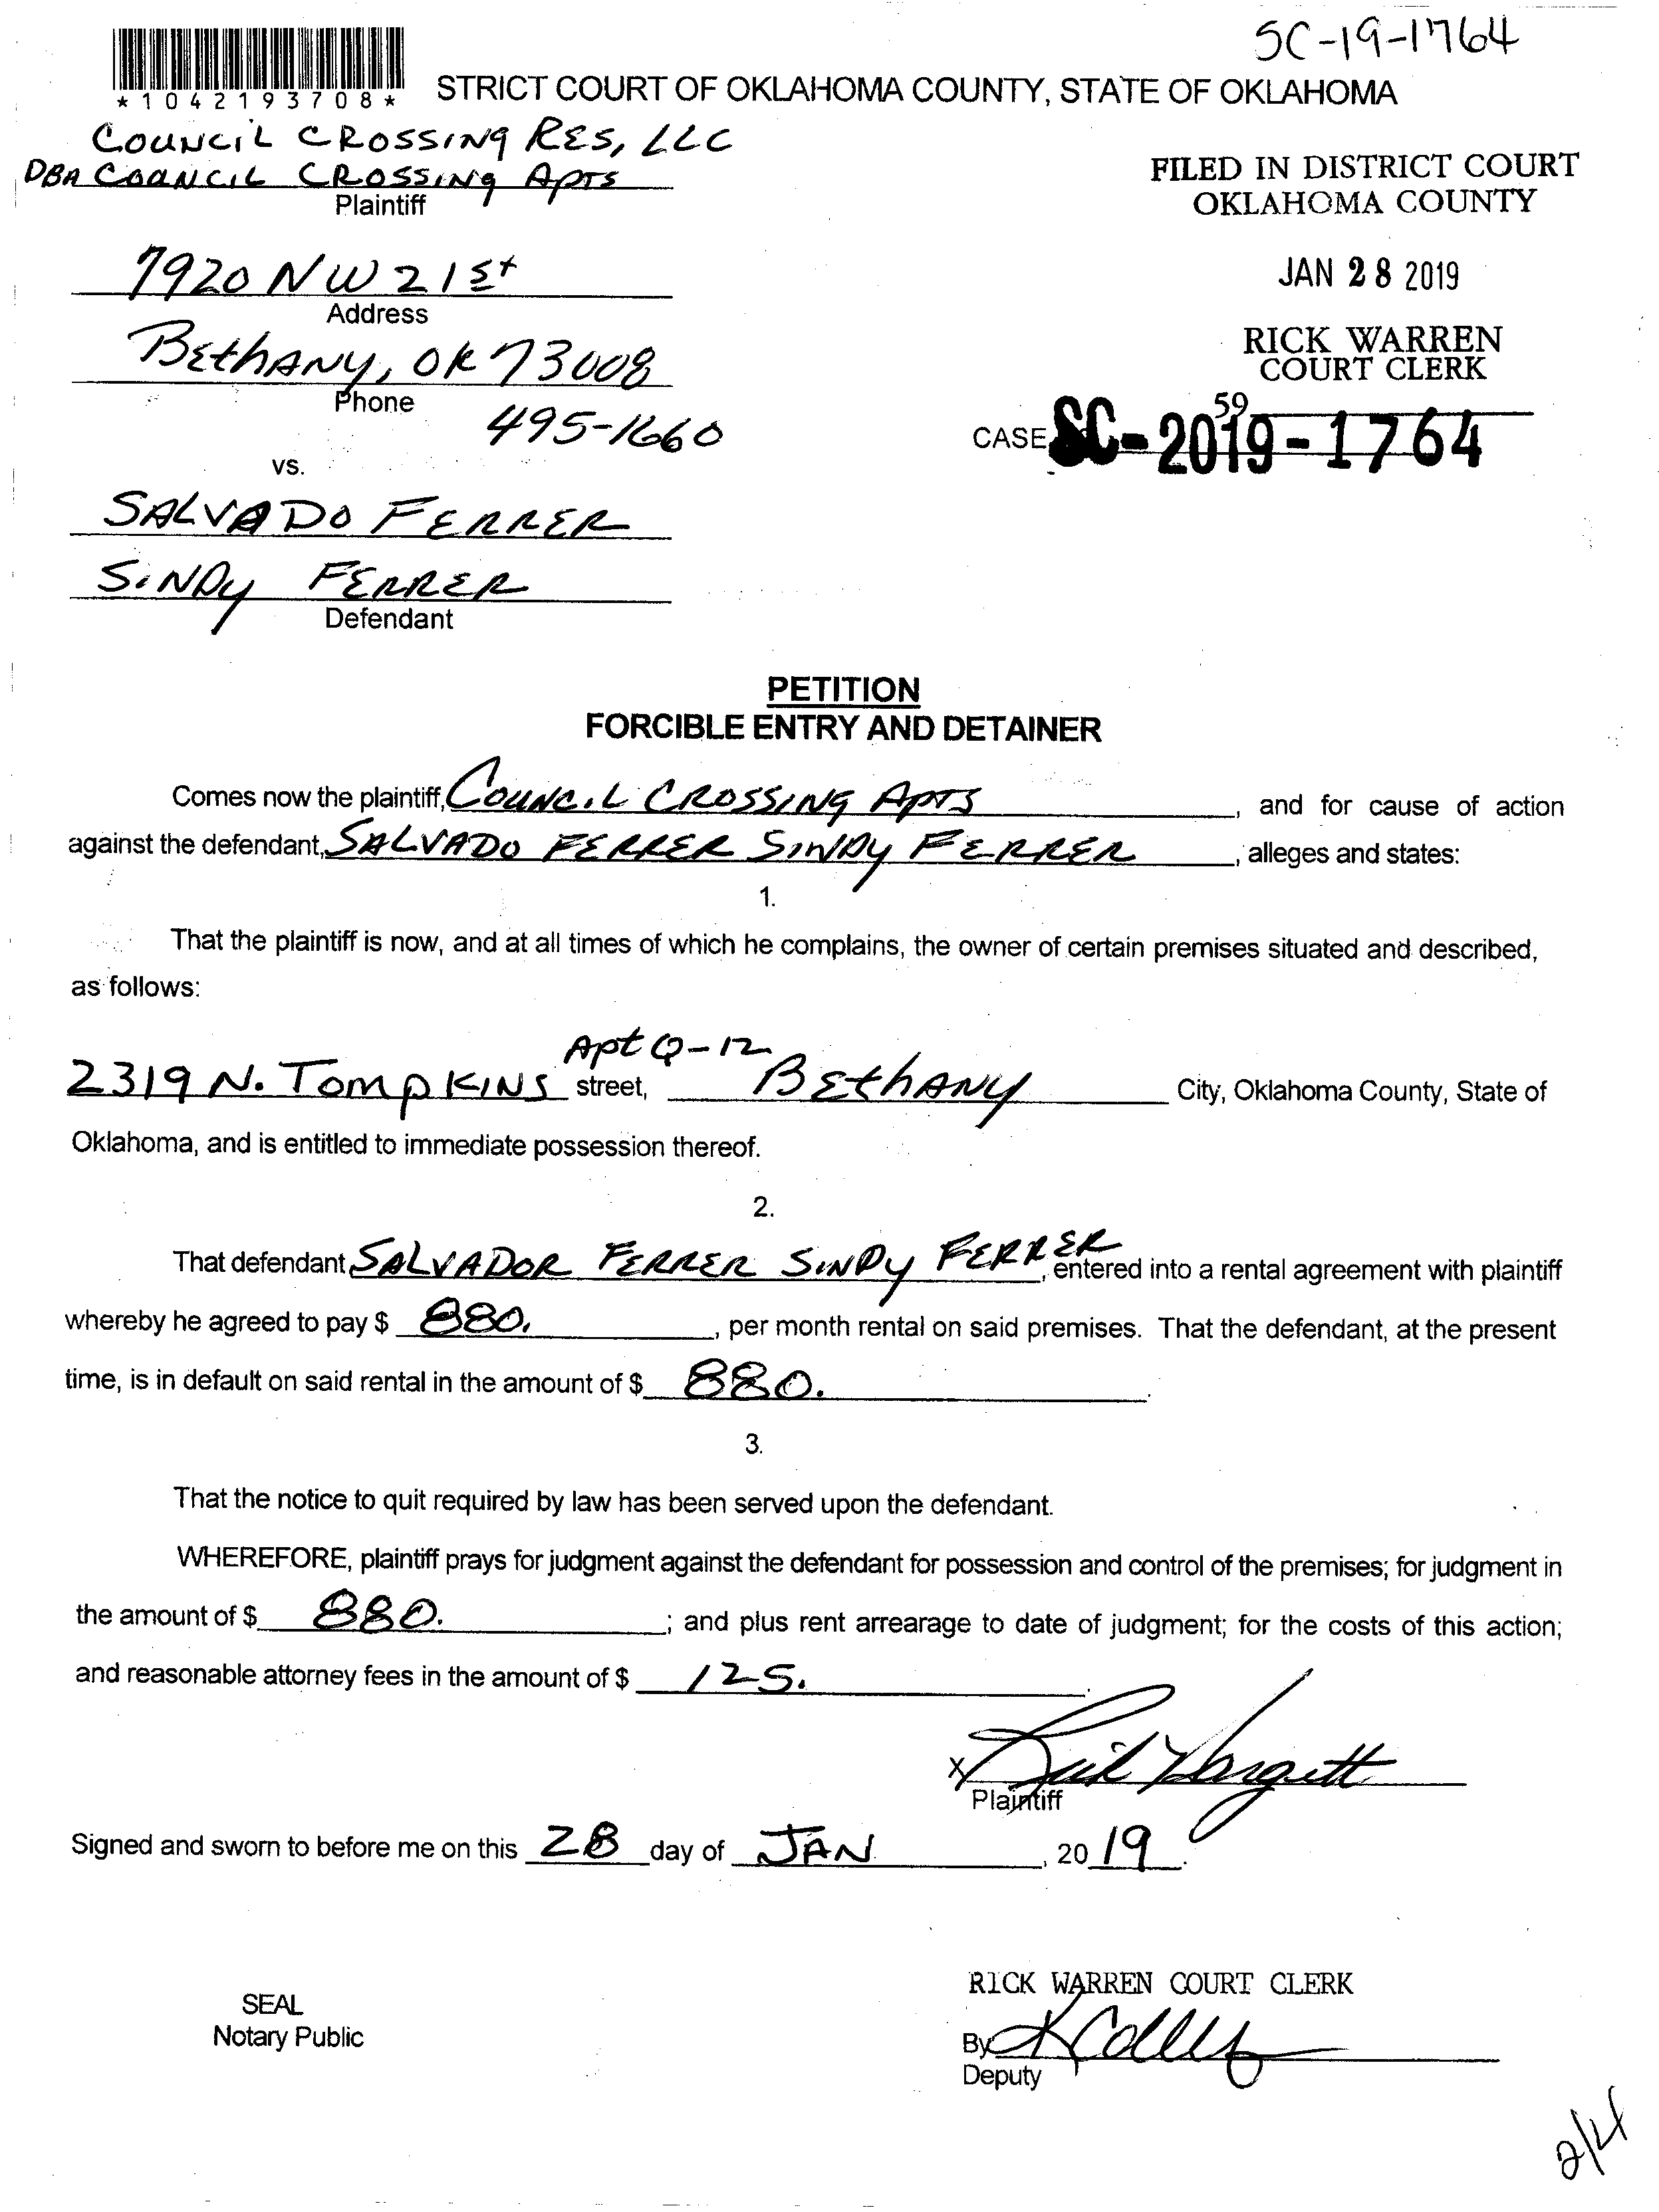 SC-19-1764
*1042193708*
STRICT COURT OF OKLAHOMA COUNTY, STATE OF OKLAHOMA
COUNCIL CROSSING RES, LLC
DBA COUNCIL CROSSING APTS
Plaintiff
FILED IN DISTRICT COURT
OKLAHOMA COUNTY
JAN 28 2019
RICK WARREN
COURT CLERK
59
7920 NW 21st
Address
BEthANY, OK 73008
Phone
495-1660
CASE SC-2019-1764
vs.
SALVADO FERRER
SINDY FERRER
Defendant
PETITION
FORCIBLE ENTRY AND DETAINER
Comes now the plaintiff, COUNCIL CROSSING APTS, and for cause of action
against the defendant, SALVADO FERRER SINDY FERRER, alleges and states:
1.
That the plaintiff is now, and at all times of which he complains, the owner of certain premises situated and described,
as follows:
Apt Q-12
2319 N. TOMPKINS street, BEthANY City, Oklahoma County, State of
Oklahoma, and is entitled to immediate possession thereof.
2.
That defendant SALVADOR FERRER SINDY FERRER, entered into a rental agreement with plaintiff
whereby he agreed to pay $ 880., per month rental on said premises. That the defendant, at the present
time, is in default on said rental in the amount of $ 880.
3.
That the notice to quit required by law has been served upon the defendant.
WHEREFORE, plaintiff prays for judgment against the defendant for possession and control of the premises; for judgment in
the amount of $ 880. ; and plus rent arrearage to date of judgment; for the costs of this action;
and reasonable attorney fees in the amount of $ 125.
X
Hargett
Plaintiff
Signed and sworn to before me on this 28 day of JAN, 2019.
SEAL
Notary Public
RICK WARREN COURT CLERK
By
Deputy
2/4